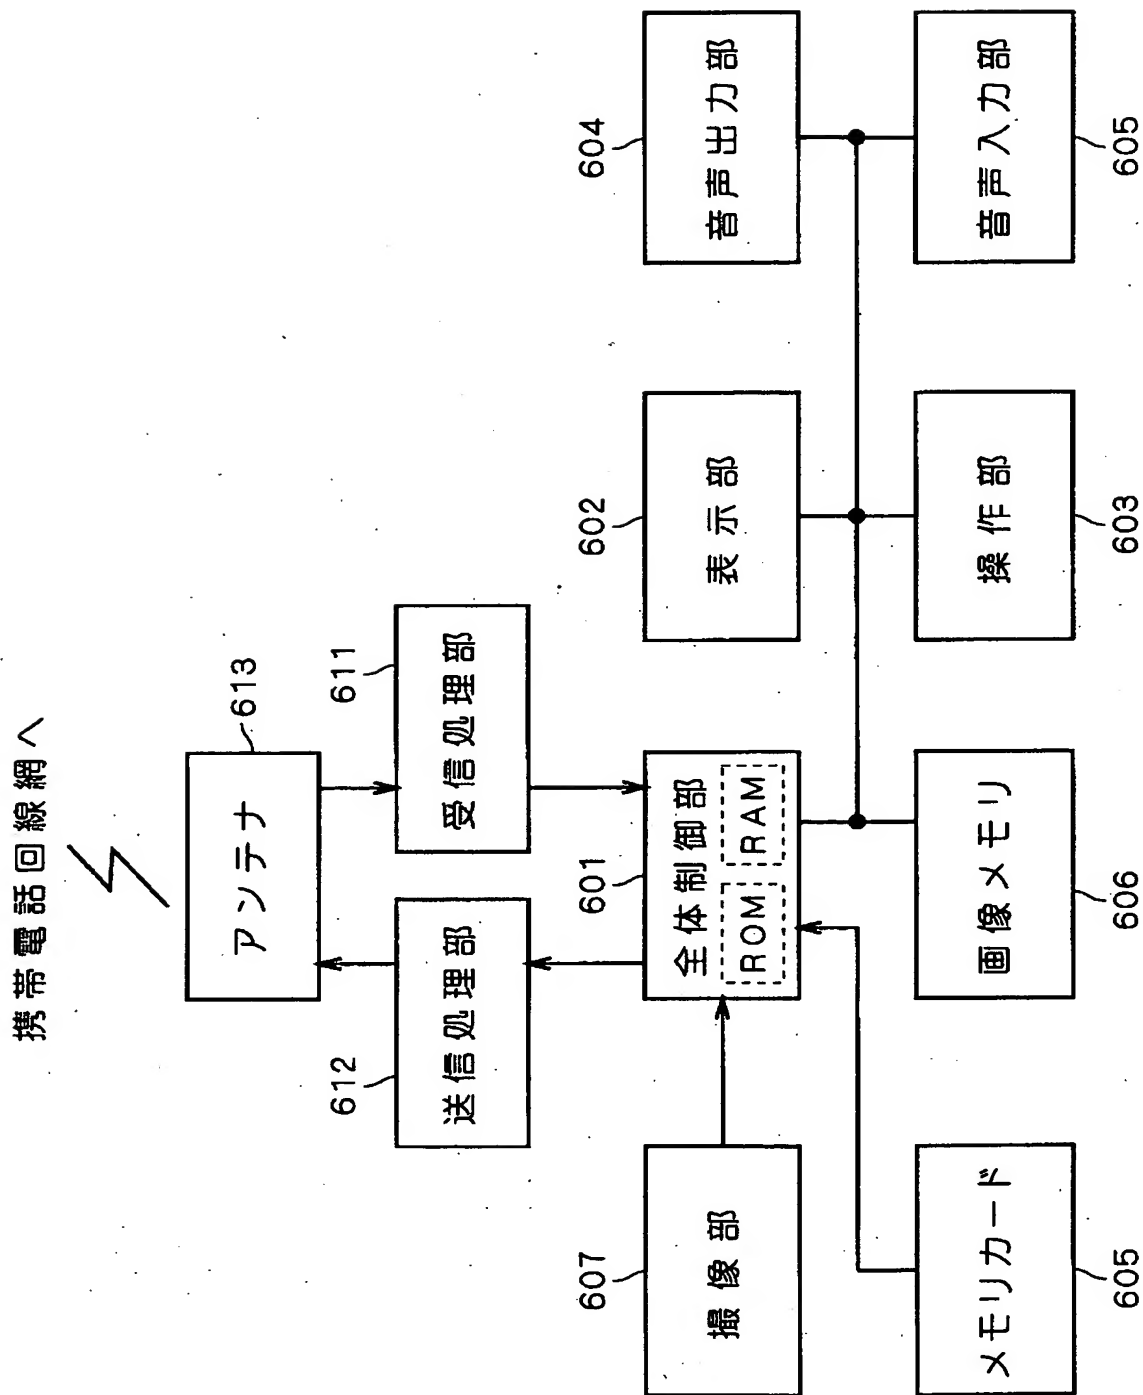 携帯電話回線網へ
アンテナ
613
送信処理部
612
受信処理部
611
撮像部
607
全体制御部
ROM
RAM
601
表示部
602
音声出力部
604
メモリカード
605
画像メモリ
606
操作部
603
音声入力部
605